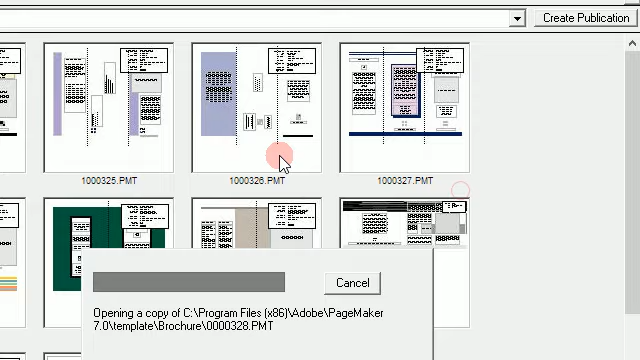 Create Publication
1000325.PMT
1000326.PMT
1000327.PMT
Cancel
Opening a copy of C:\Program Files (x86)\Adobe\PageMaker
7.0\template\Brochure\0000328.PMT